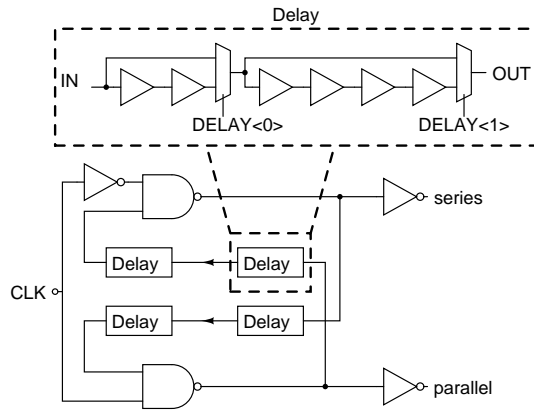 Delay
IN
OUT
DELAY<0>
DELAY<1>
series
Delay
Delay
CLK
Delay
Delay
parallel